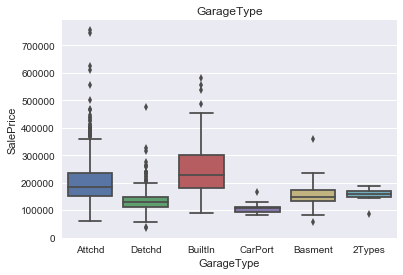 GarageType
700000
600000
500000
400000
300000
200000
100000
0
SalePrice
Attchd Detchd BuiltIn CarPort Basment 2Types
GarageType